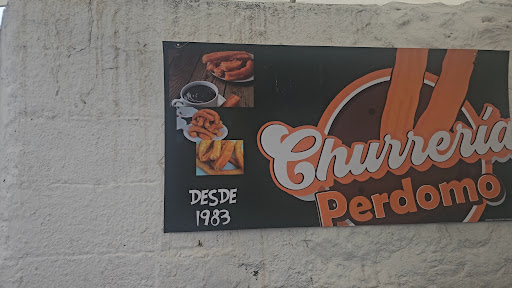 DESDE
1983
Churrería
Perdomo